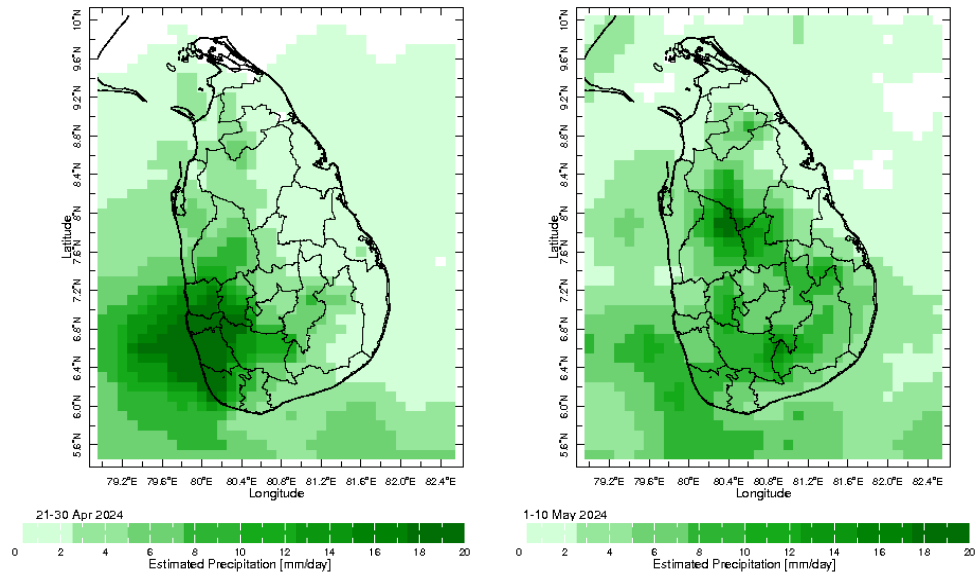 10°N
9.6°N
9.2°N
8.8°N
8.4°N
8°N
7.6°N
7.2°N
6.8°N
6.4°N
6.0°N
5.6°N
Latitude
79.2°E 79.6°E 80°E 80.4°E 80.8°E 81.2°E 81.6°E 82.0°E 82.4°E
Longitude
21-30 Apr 2024
0 2 4 6 8 10 12 14 16 18 20
Estimated Precipitation [mm/day]
10°N
9.6°N
9.2°N
8.8°N
8.4°N
8°N
7.6°N
7.2°N
6.8°N
6.4°N
6.0°N
5.6°N
Latitude
79.2°E 79.6°E 80°E 80.4°E 80.8°E 81.2°E 81.6°E 82.0°E 82.4°E
Longitude
1-10 May 2024
0 2 4 6 8 10 12 14 16 18 20
Estimated Precipitation [mm/day]